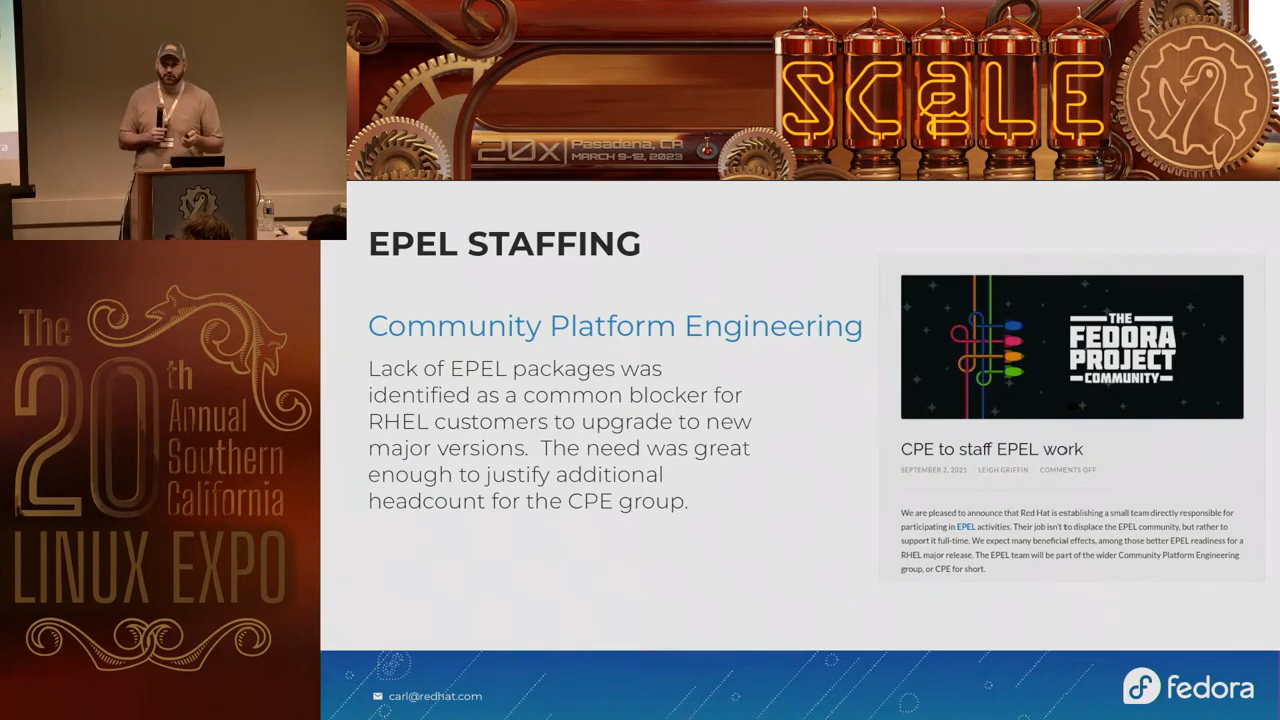 SC@LE
20x
Pasadena, CA
MARCH 9-12, 2023
The
20th
Annual
Southern
California
LINUX EXPO
EPEL STAFFING
Community Platform Engineering
Lack of EPEL packages was
identified as a common blocker for
RHEL customers to upgrade to new
major versions.  The need was great
enough to justify additional
headcount for the CPE group.
THE
FEDORA
PROJECT
COMMUNITY
CPE to staff EPEL work
SEPTEMBER 2, 2021
LEIGH GRIFFIN
COMMENTS OFF
We are pleased to announce that Red Hat is establishing a small team directly responsible for
participating in EPEL activities. Their job isn't to displace the EPEL community, but rather to
support it full-time. We expect many beneficial effects, among those better EPEL readiness for a
RHEL major release. The EPEL team will be part of the wider Community Platform Engineering
group, or CPE for short.
carl@redhat.com
fedora